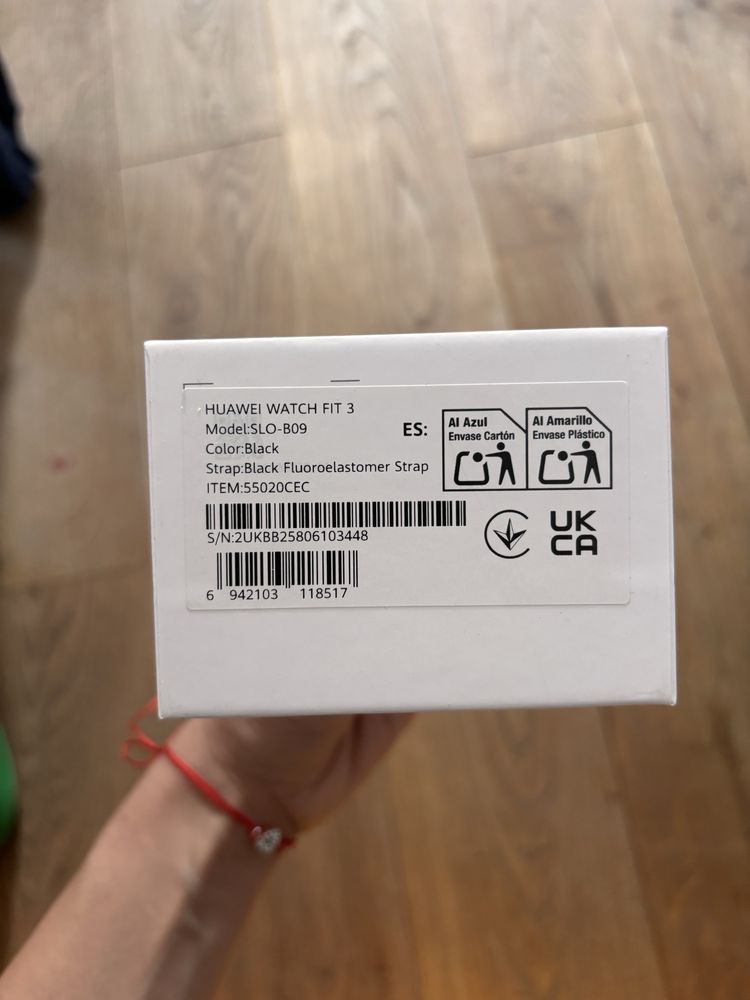 HUAWEI WATCH FIT 3
Model:SLO-B09
Color:Black
Strap:Black Fluoroelastomer Strap
ITEM:55020CEC
S/N:2UKBB25806103448
6 942103 118517
ES:
Al Azul
Envase Cartón
Al Amarillo
Envase Plástico
UK
CA